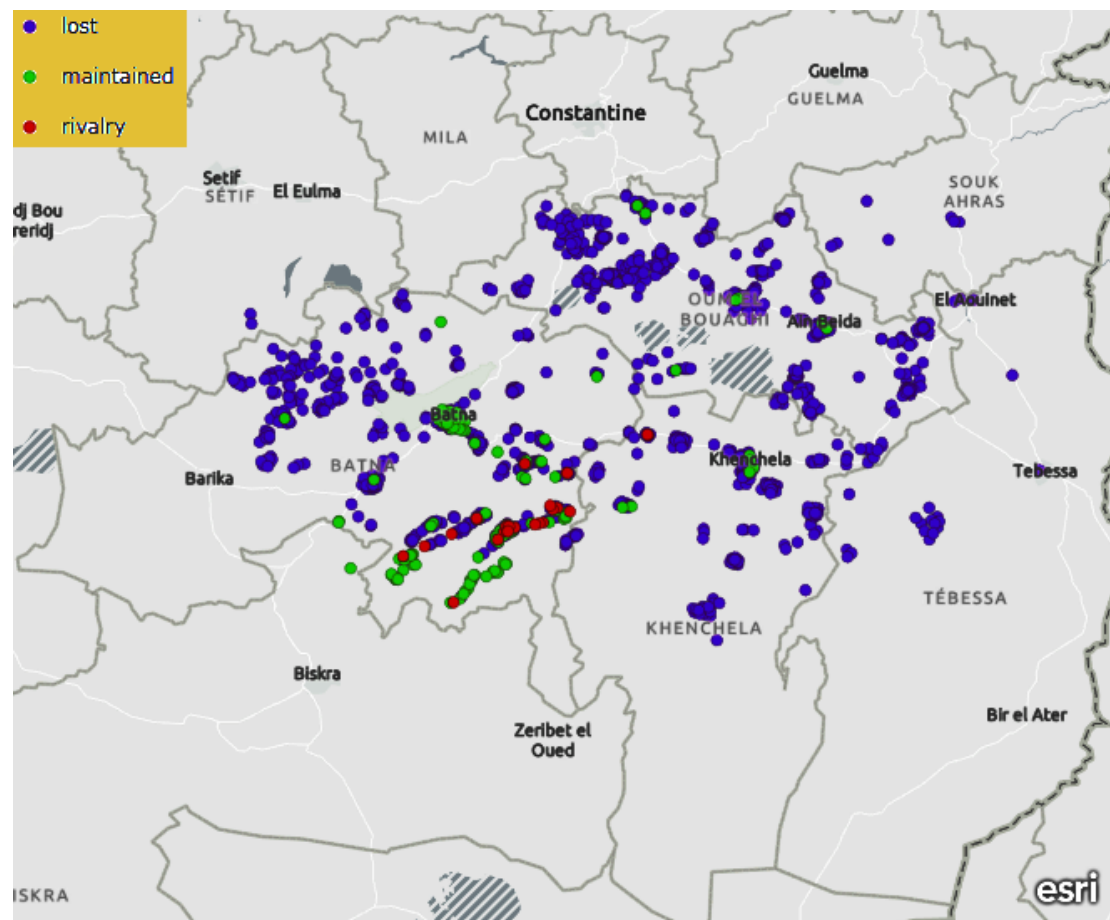 lost
maintained
rivalry
Guelma
GUELMA
Constantine
MILA
Setif
SÉTIF
El Eulma
SOUK
AHRAS
dj Bou
reridj
OUM EL
BOUAGHI
El Aouinet
Ain Beida
Batna
BATNA
Khenchela
Barika
Tebessa
TÉBESSA
KHENCHELA
Biskra
Bir el Ater
Zeribet el
Oued
ISKRA
esri